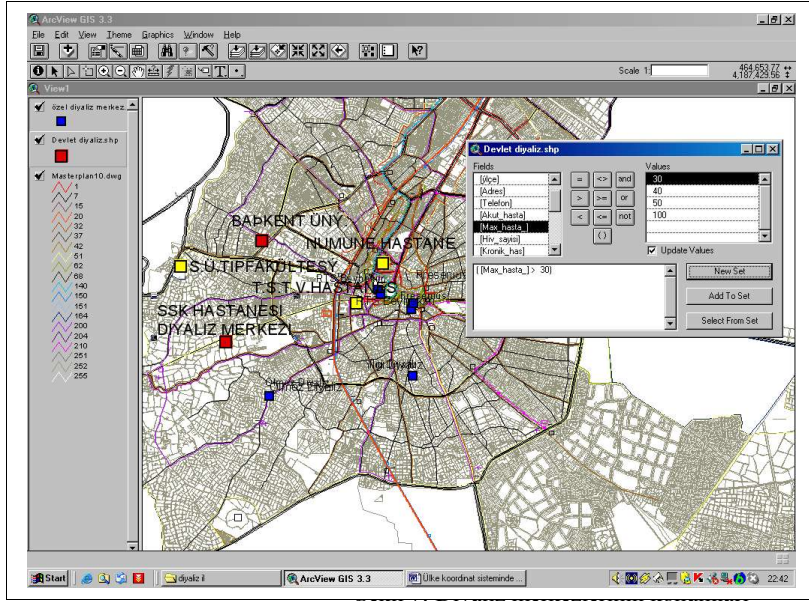 ArcView GIS 3.3
File Edit View Theme Graphics Window Help
Scale 1:
464,653.77
4,187,429.56
View1
özel diyaliz merkez.
Devlet diyaliz.shp
Masterplan10.dwg
1
7
15
20
32
37
42
51
62
68
140
150
151
164
200
204
210
251
252
255
BAÞKENT ÜNY
NUMUNE HASTANE
S.U.TIPFAKÜLTESY
T.S.T.V.HASTANES
SSK HASTANESI
DIYALIZ MERKEZI
Devlet diyaliz.shp
Fields
Values
[Adres]
[Telefon]
[Akut_hasta]
[Max_hasta_]
[Hiv_sayisi]
[Kronik_has]
= <> and
> >= or
< <= not
( )
30
40
50
100
Update Values
( [Max_hasta_] > 30)
New Set
Add To Set
Select From Set
Start
diyaliz il
ArcView GIS 3.3
Ülke koordinat sisteminde ...
22:42